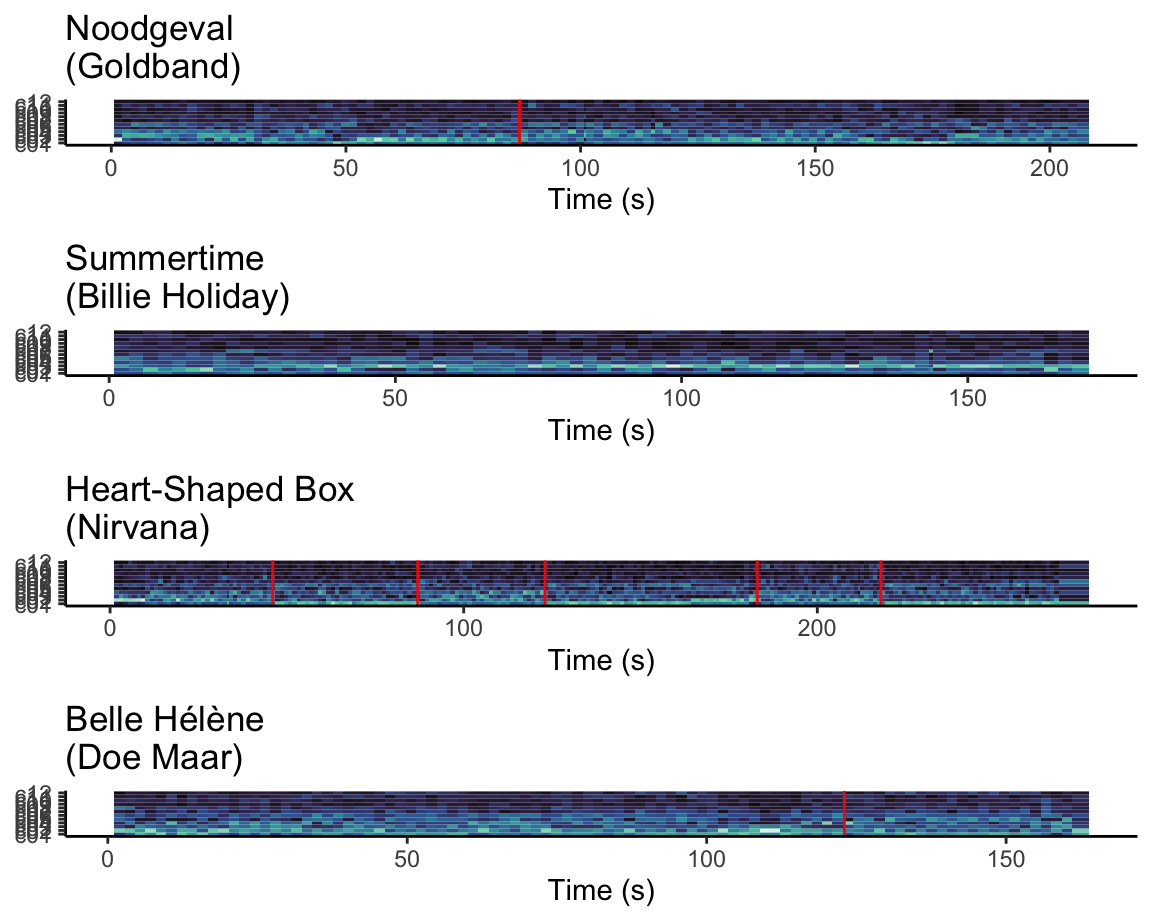 Noodgeval
(Goldband)
0 50 100 150 200
Time (s)
Summertime
(Billie Holiday)
0 50 100 150
Time (s)
Heart-Shaped Box
(Nirvana)
0 100 200
Time (s)
Belle Hélène
(Doe Maar)
0 50 100 150
Time (s)